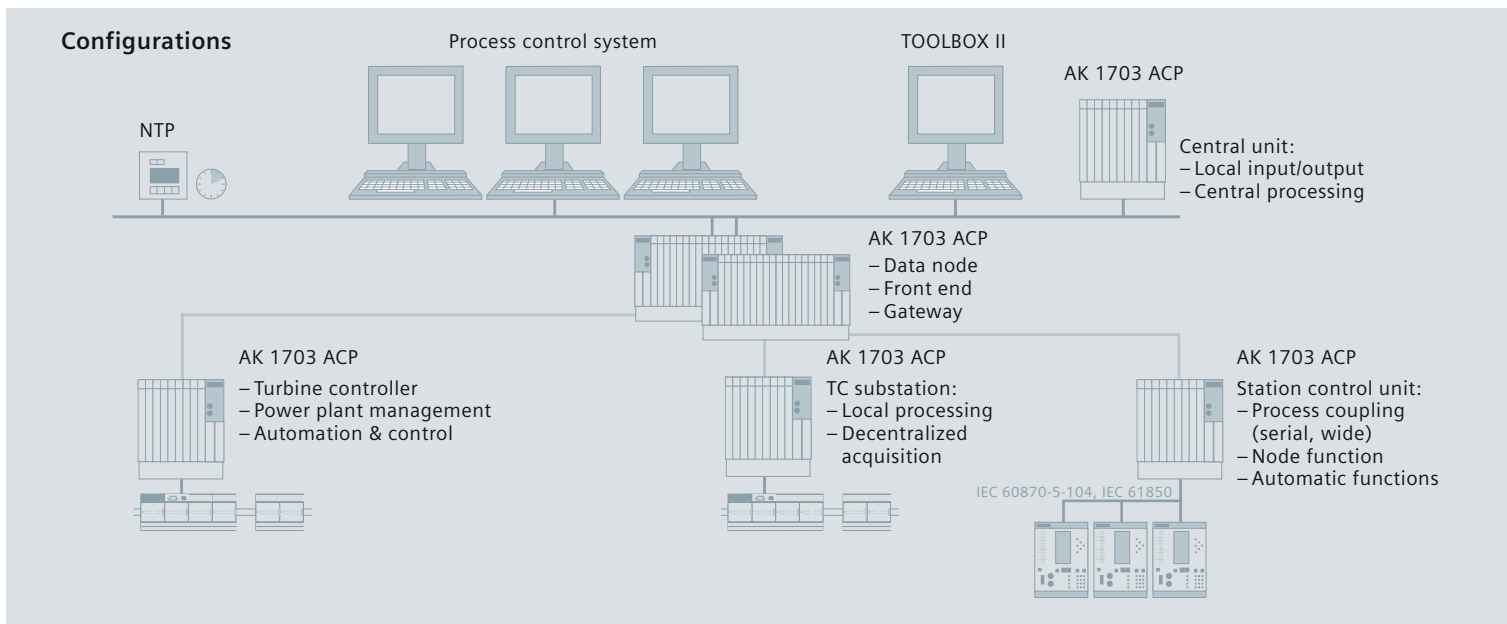 Configurations
Process control system
TOOLBOX II
AK 1703 ACP
NTP
Central unit:
– Local input/output
– Central processing
AK 1703 ACP
– Data node
– Front end
– Gateway
AK 1703 ACP
– Turbine controller
– Power plant management
– Automation & control
AK 1703 ACP
TC substation:
– Local processing
– Decentralized
acquisition
AK 1703 ACP
Station control unit:
– Process coupling
(serial, wide)
– Node function
– Automatic functions
IEC 60870-5-104, IEC 61850